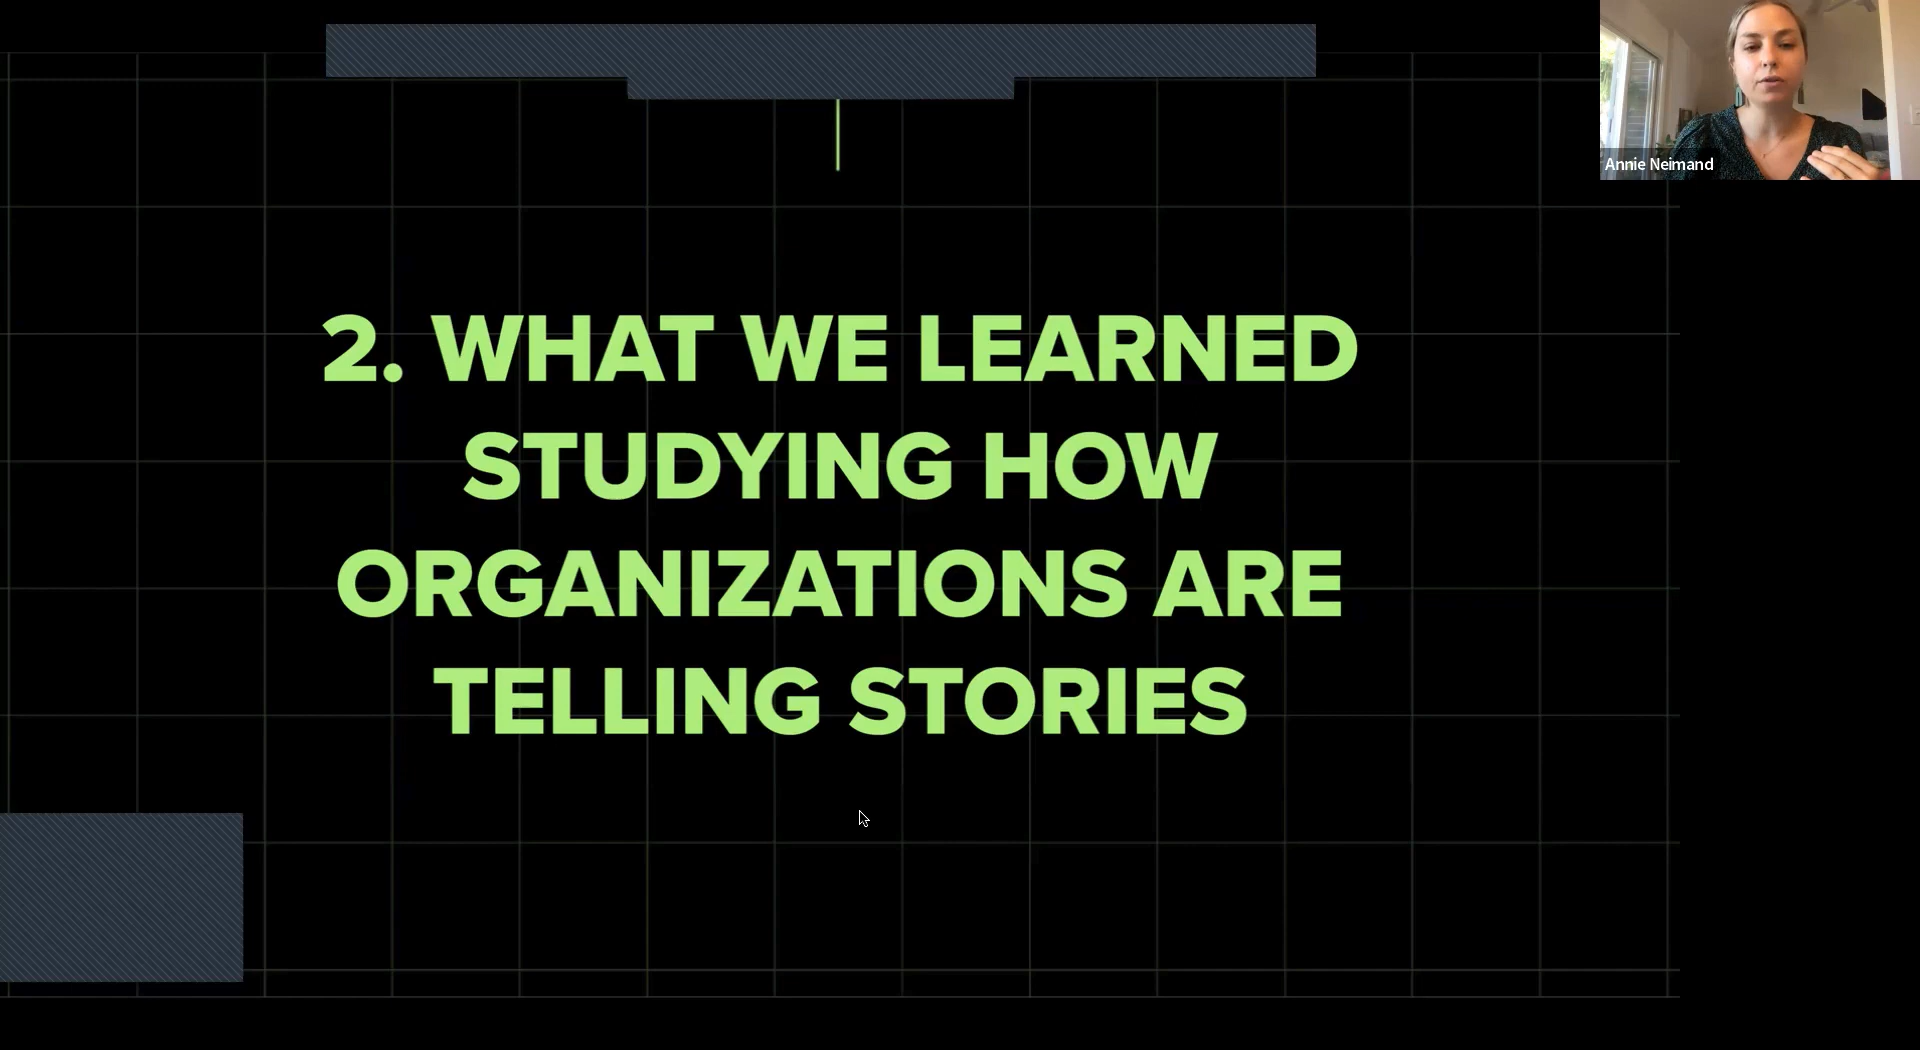 2. WHAT WE LEARNED
STUDYING HOW
ORGANIZATIONS ARE
TELLING STORIES
Annie Neimand